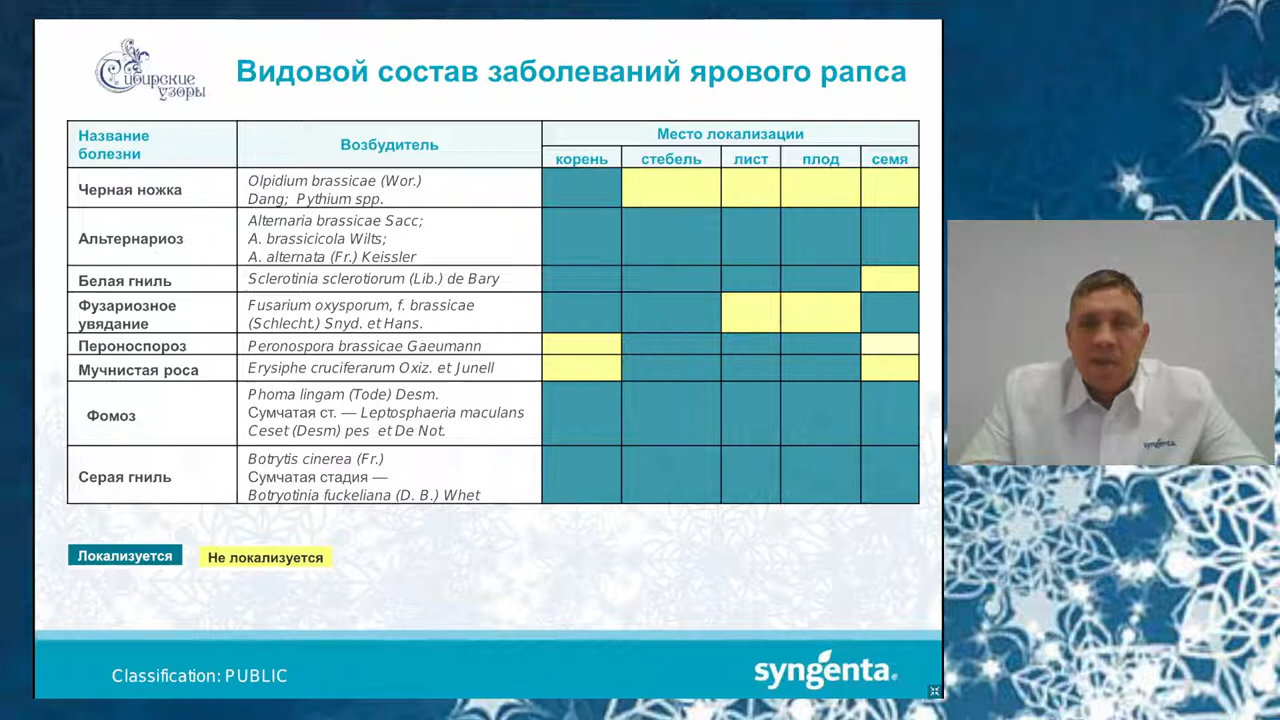 Сибирские
узоры
Видовой состав заболеваний ярового рапса
Название
болезни
Возбудитель
Место локализации
корень
стебель
лист
плод
семя
Черная ножка
Olpidium brassicae (Wor.)
Dang; Pythium spp.
Альтернариоз
Alternaria brassicae Sacc;
A. brassicicola Wilts;
A. alternata (Fr.) Keissler
Белая гниль
Sclerotinia sclerotiorum (Lib.) de Bary
Фузариозное
увядание
Fusarium oxysporum, f. brassicae
(Schlecht.) Snyd. et Hans.
Пероноспороз
Peronospora brassicae Gaeumann
Мучнистая роса
Erysiphe cruciferarum Oxiz. et Junell
Фомоз
Phoma lingam (Tode) Desm.
Сумчатая ст. — Leptosphaeria maculans
Ceset (Desm) pes et De Not.
Серая гниль
Botrytis cinerea (Fr.)
Сумчатая стадия —
Botryotinia fuckeliana (D. B.) Whet
Локализуется
Не локализуется
Classification: PUBLIC
syngenta
syngenta